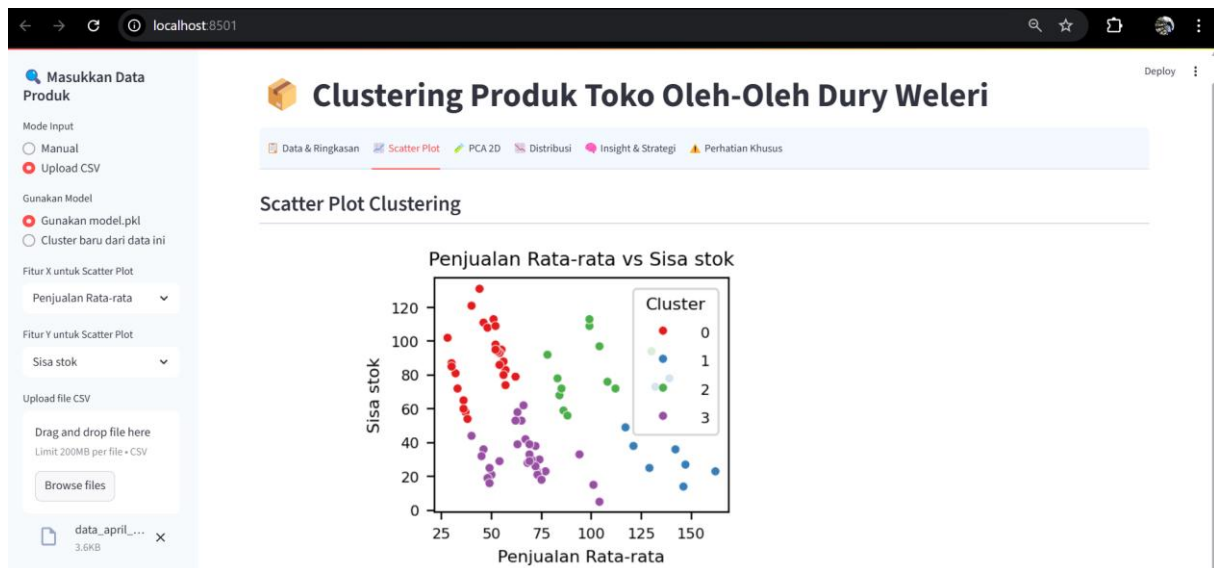 localhost:8501
🔍 Masukkan Data
Produk
Mode Input
Manual
Upload CSV
Gunakan Model
Gunakan model.pkl
Cluster baru dari data ini
Fitur X untuk Scatter Plot
Penjualan Rata-rata
Fitur Y untuk Scatter Plot
Sisa stok
Upload file CSV
Drag and drop file here
Limit 200MB per file • CSV
Browse files
data_april_...
3.6KB
Deploy
📦 Clustering Produk Toko Oleh-Oleh Dury Weleri
📋 Data & Ringkasan 📈 Scatter Plot 🧪 PCA 2D 📉 Distribusi 🧠 Insight & Strategi ⚠️ Perhatian Khusus
Scatter Plot Clustering
Penjualan Rata-rata vs Sisa stok
Cluster
0
1
2
3
Sisa stok
120
100
80
60
40
20
0
25 50 75 100 125 150
Penjualan Rata-rata